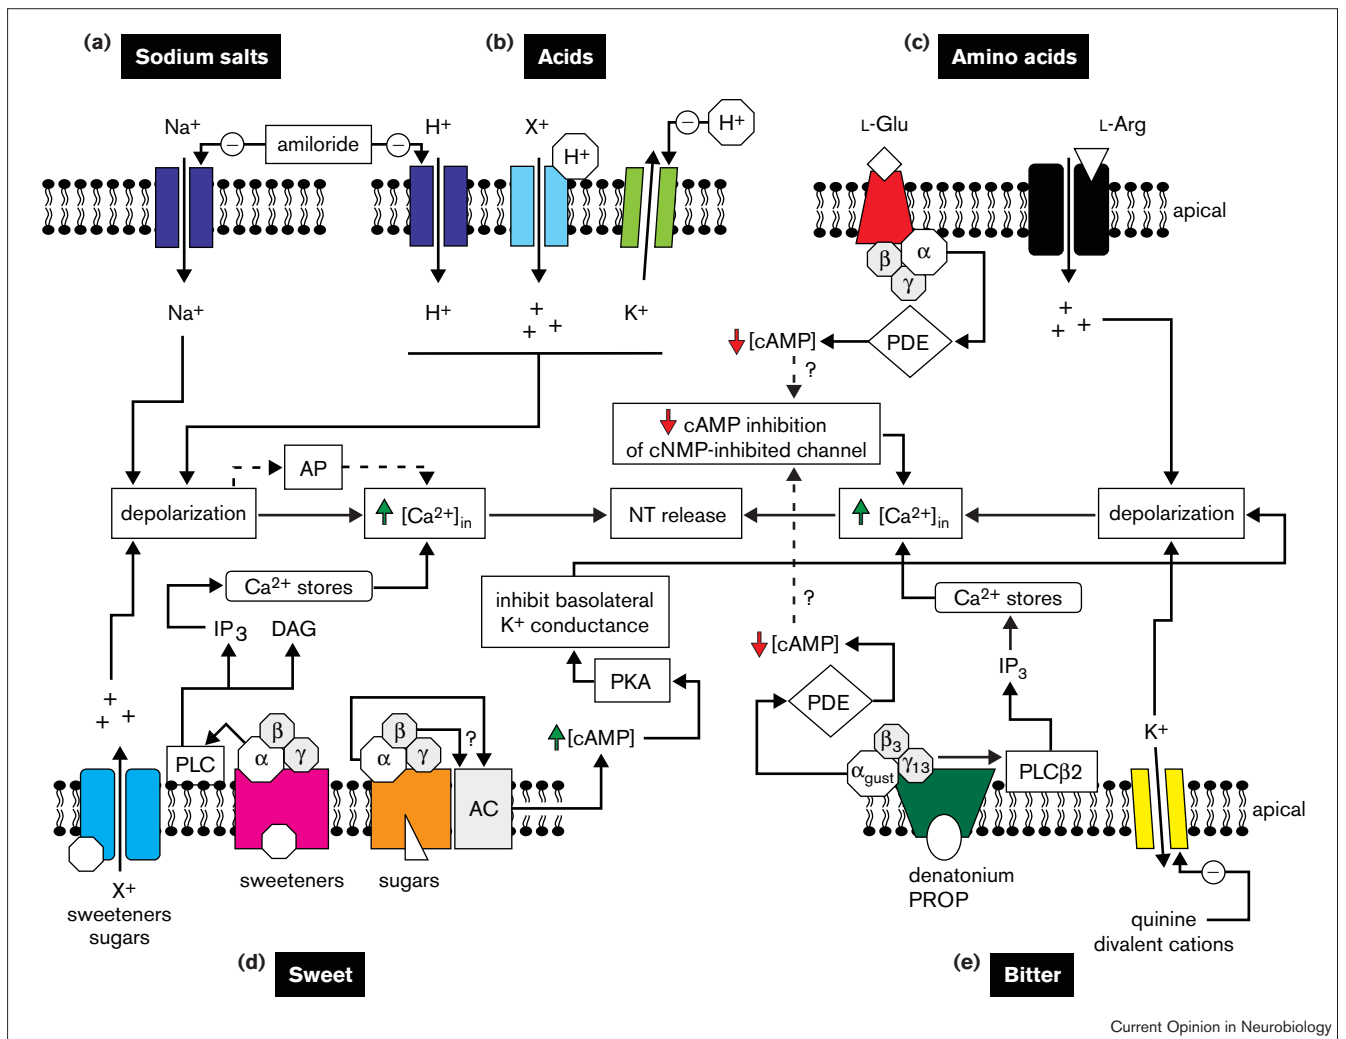 (a) Sodium salts
(b) Acids
(c) Amino acids
Na⁺
−
amiloride
−
H⁺
X⁺
H⁺
−
H⁺
L-Glu
L-Arg
apical
β
α
γ
Na⁺
H⁺
+
+ +
K⁺
[cAMP]
PDE
+
+ +
?
cAMP inhibition
of cNMP-inhibited channel
AP
depolarization
[Ca²⁺]in
NT release
[Ca²⁺]in
depolarization
Ca²⁺ stores
inhibit basolateral
K⁺ conductance
?
Ca²⁺ stores
IP₃
DAG
[cAMP]
IP₃
PKA
PDE
+
+ +
β
α
γ
β
α
γ
?
[cAMP]
K⁺
PLC
β₃
γ₁₃
αgust
PLCβ2
AC
apical
X⁺
sweeteners
sugars
sweeteners
sugars
denatonium
PROP
−
quinine
divalent cations
(d) Sweet
(e) Bitter
Current Opinion in Neurobiology